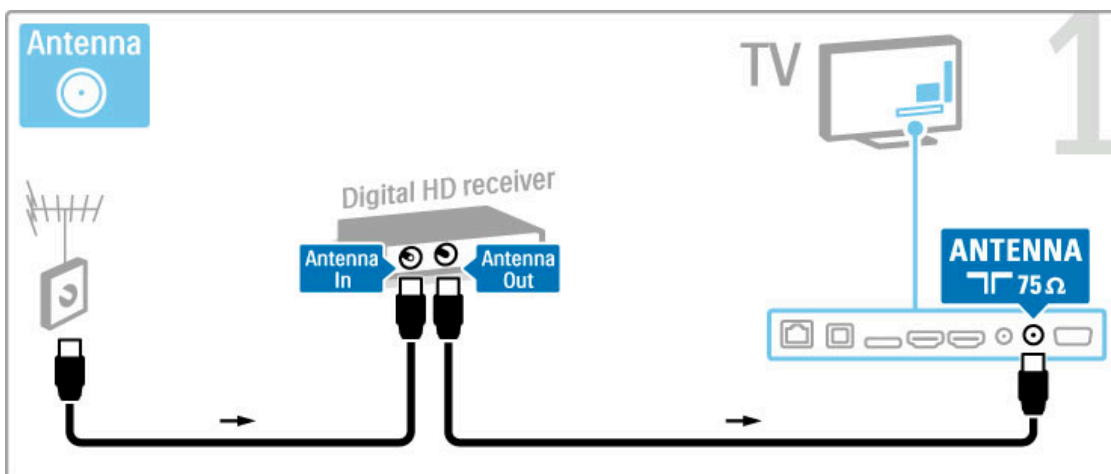 Antenna
TV
1
Digital HD receiver
Antenna
In
Antenna
Out
ANTENNA
75 Ω